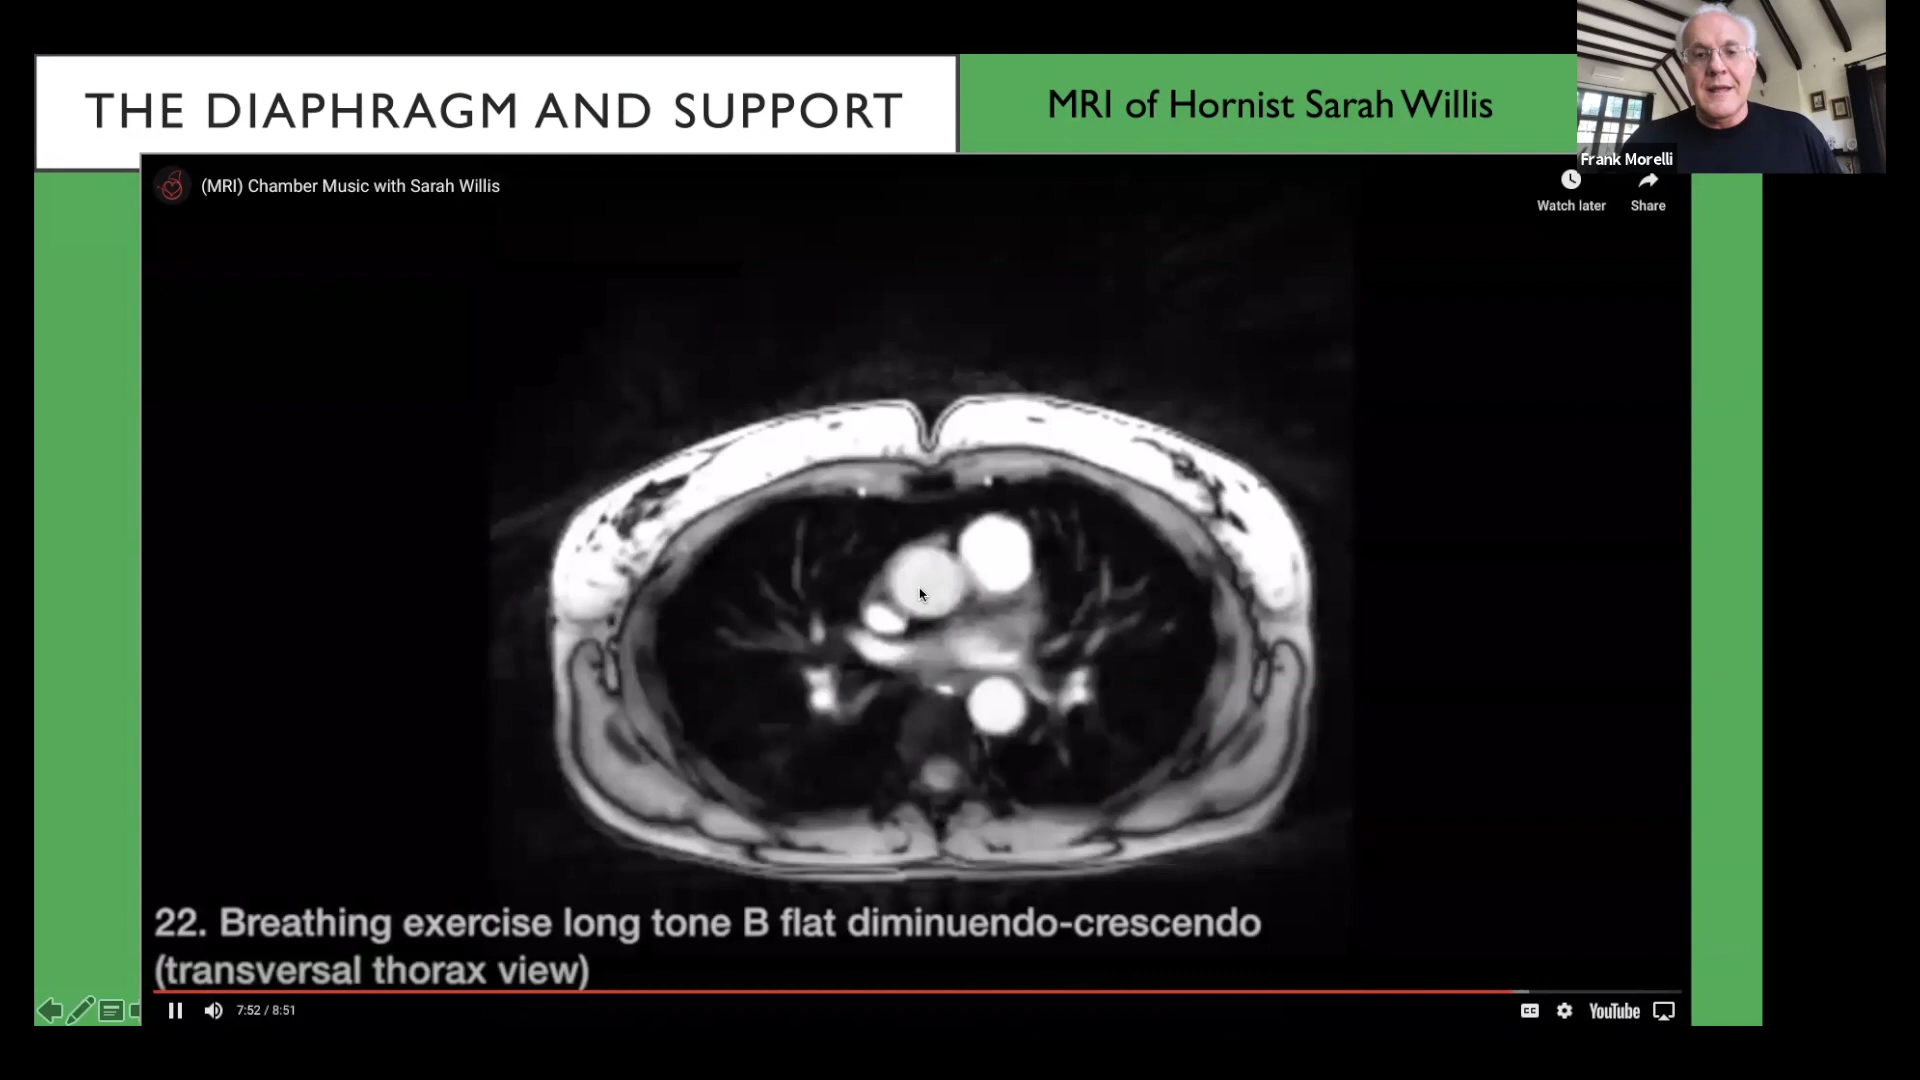 THE DIAPHRAGM AND SUPPORT
MRI of Hornist Sarah Willis
Frank Morelli
(MRI) Chamber Music with Sarah Willis
Watch later
Share
22. Breathing exercise long tone B flat diminuendo-crescendo
(transversal thorax view)
7:52 / 8:51
CC
YouTube